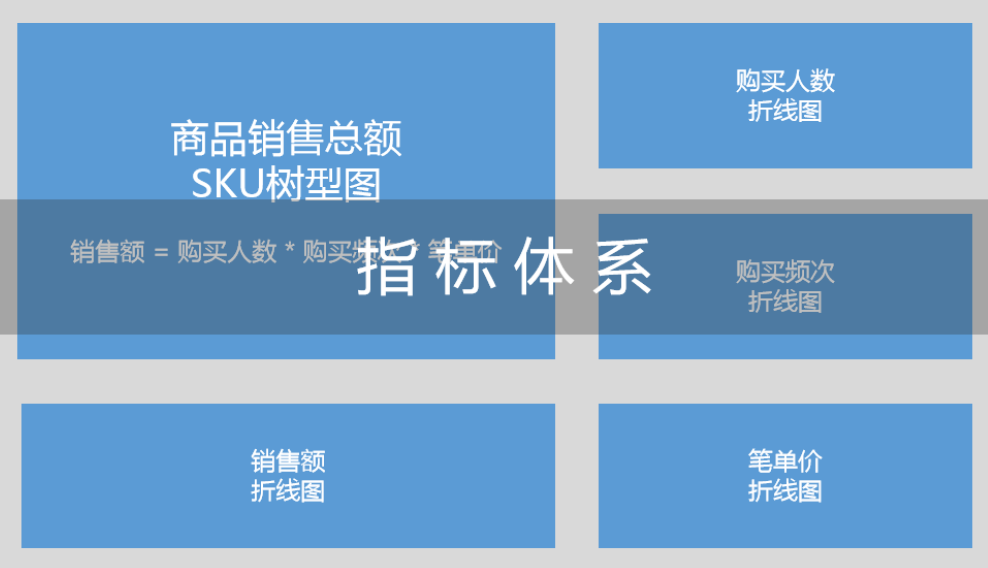 商品销售总额
SKU树型图
销售额 = 购买人数 * 购买频次 * 笔单价
购买人数
折线图
指标体系
购买频次
折线图
销售额
折线图
笔单价
折线图